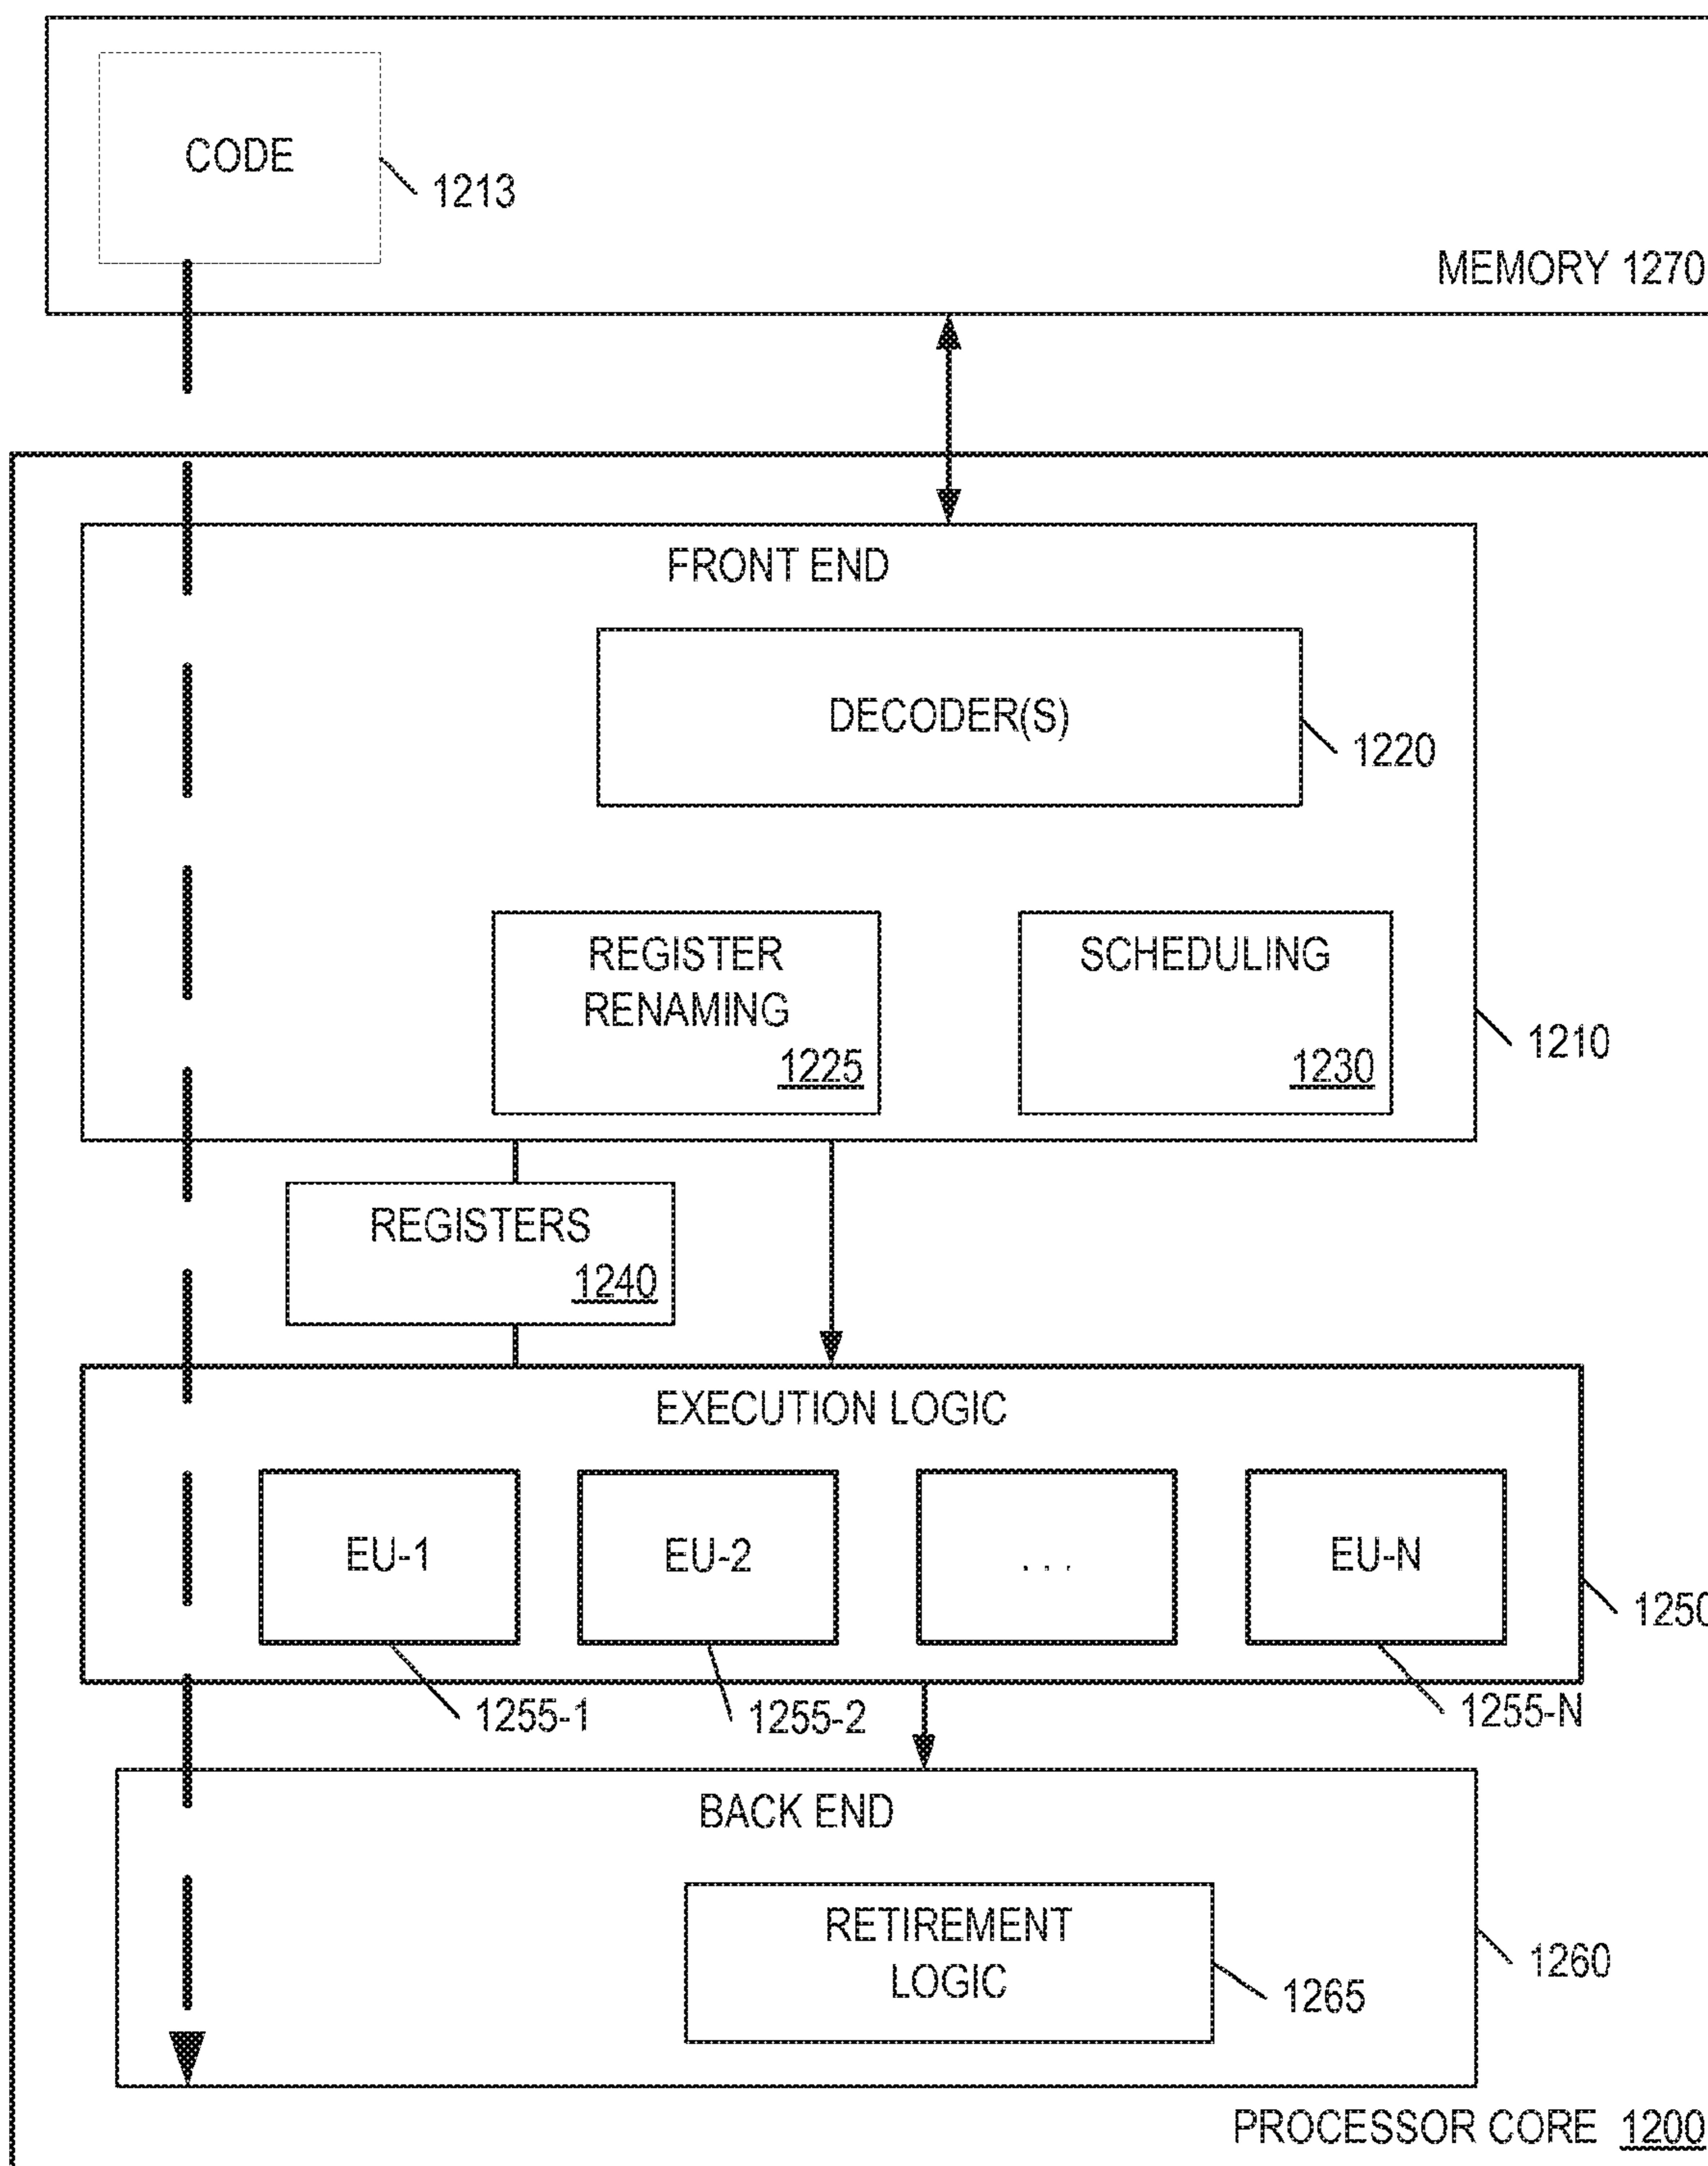 CODE
1213
MEMORY 1270
FRONT END
DECODER(S)
1220
REGISTER
RENAMING
1225
SCHEDULING
1230
1210
REGISTERS
1240
EXECUTION LOGIC
EU-1
EU-2
. . .
EU-N
1250
1255-1
1255-2
1255-N
BACK END
RETIREMENT
LOGIC
1265
1260
PROCESSOR CORE 1200